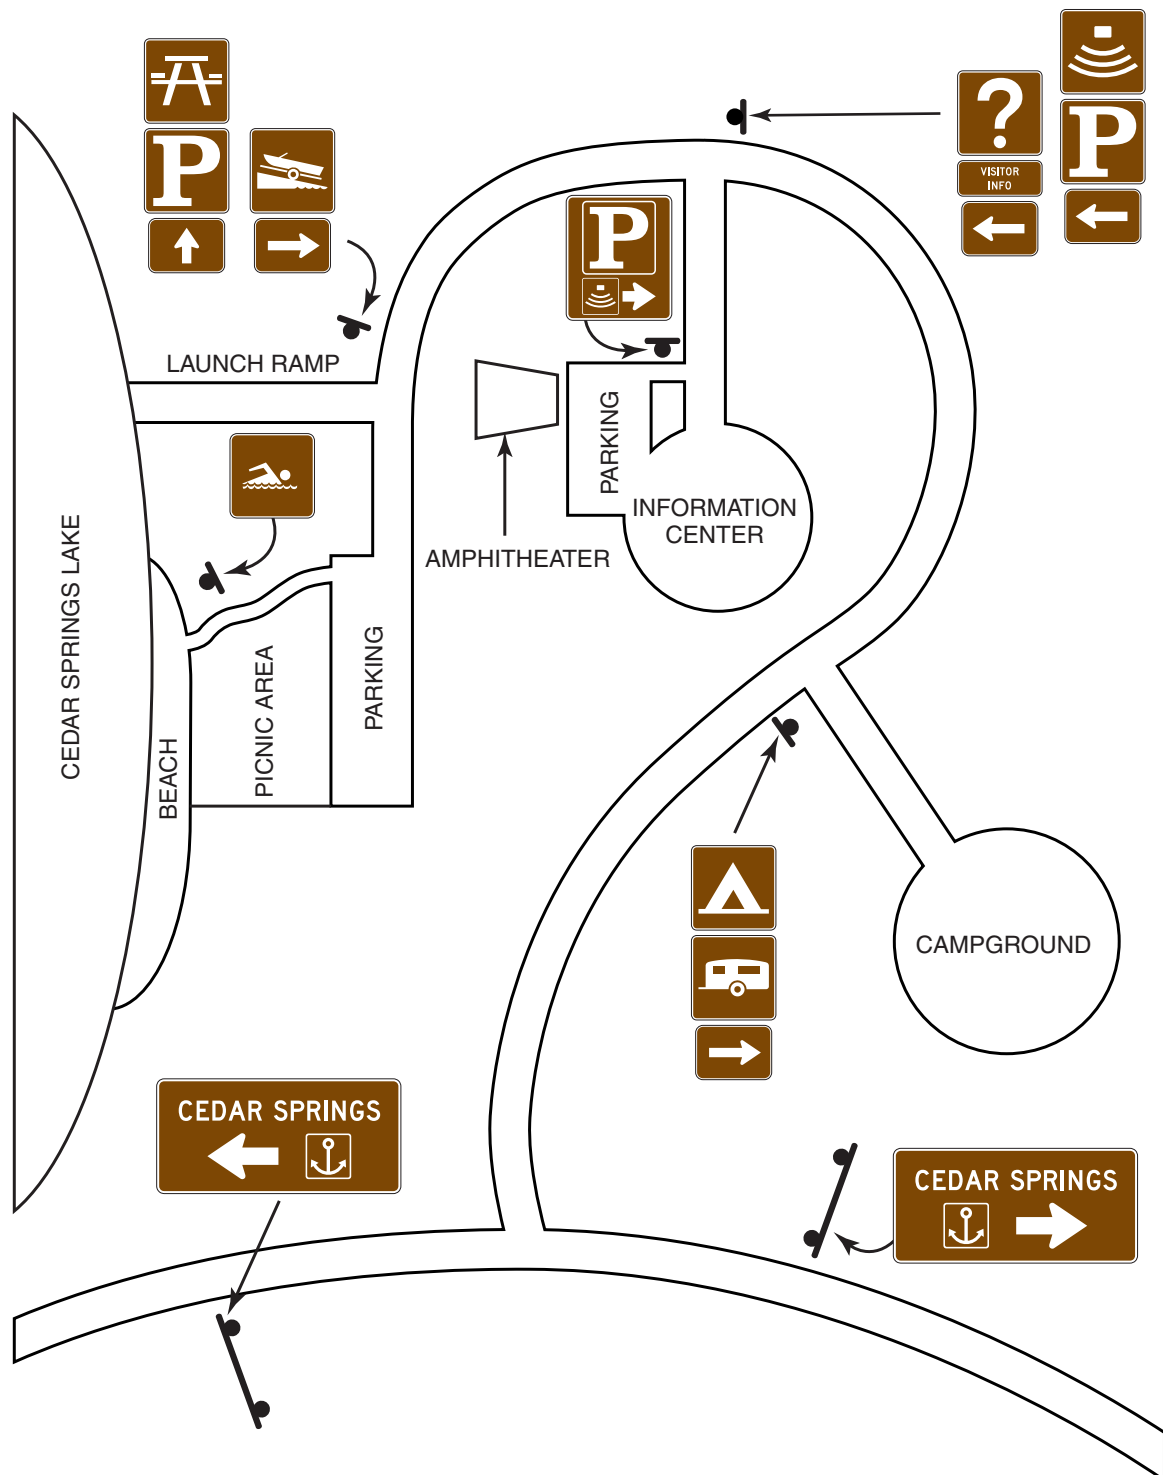 P
?
VISITOR
INFO
P
P
LAUNCH RAMP
PARKING
INFORMATION
CENTER
AMPHITHEATER
CEDAR SPRINGS LAKE
BEACH
PICNIC AREA
PARKING
CAMPGROUND
CEDAR SPRINGS
CEDAR SPRINGS